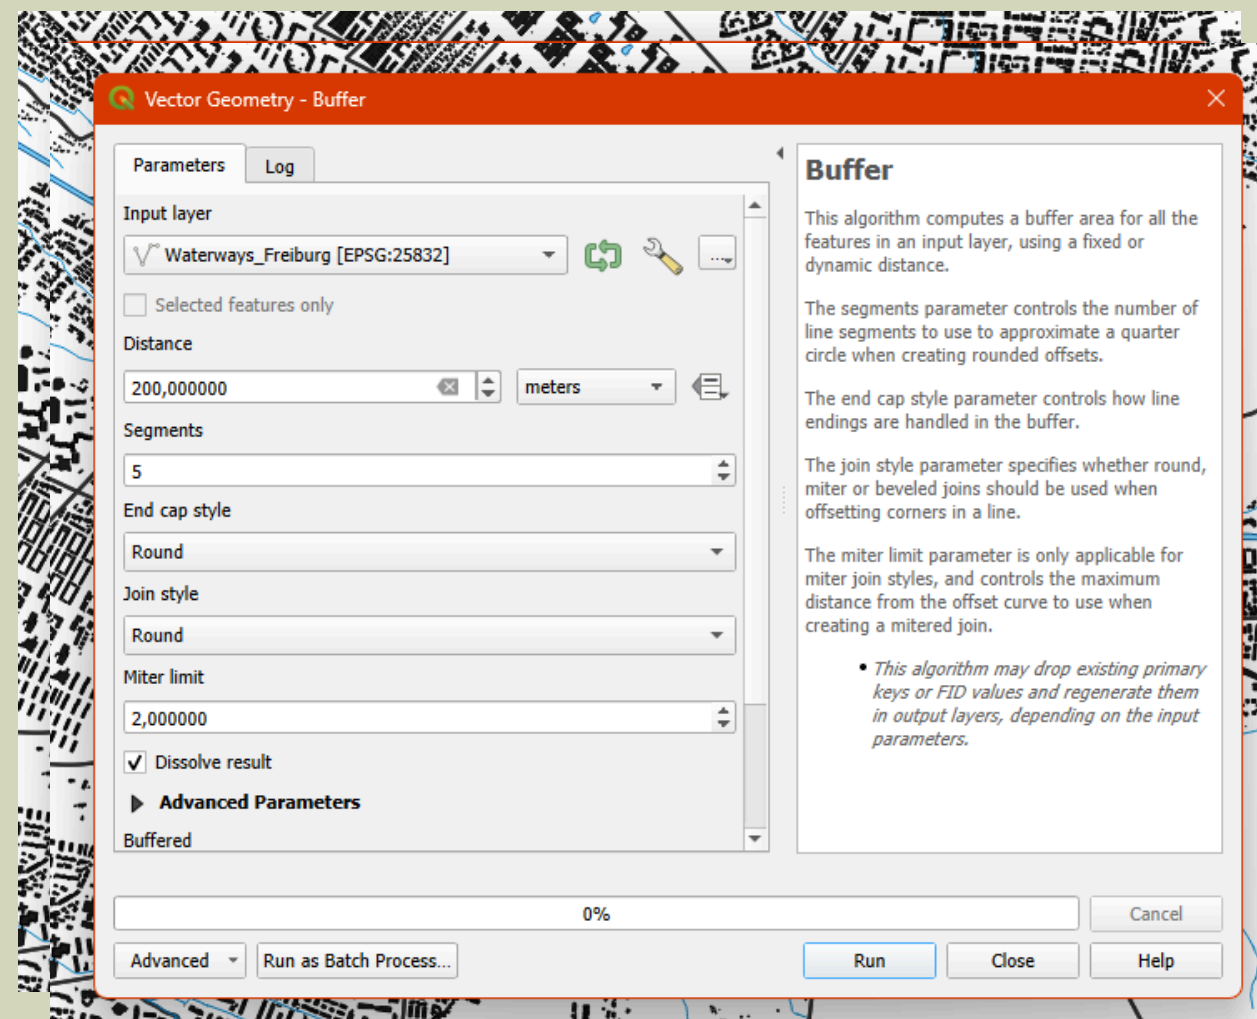 Vector Geometry - Buffer
Parameters
Log
Input layer
Waterways_Freiburg [EPSG:25832]
...
Selected features only
Distance
200,000000
meters
Segments
5
End cap style
Round
Join style
Round
Miter limit
2,000000
Dissolve result
Advanced Parameters
Buffered
Buffer
This algorithm computes a buffer area for all the
features in an input layer, using a fixed or
dynamic distance.
The segments parameter controls the number of
line segments to use to approximate a quarter
circle when creating rounded offsets.
The end cap style parameter controls how line
endings are handled in the buffer.
The join style parameter specifies whether round,
miter or beveled joins should be used when
offsetting corners in a line.
The miter limit parameter is only applicable for
miter join styles, and controls the maximum
distance from the offset curve to use when
creating a mitered join.
• This algorithm may drop existing primary
keys or FID values and regenerate them
in output layers, depending on the input
parameters.
0%
Cancel
Advanced
Run as Batch Process...
Run
Close
Help